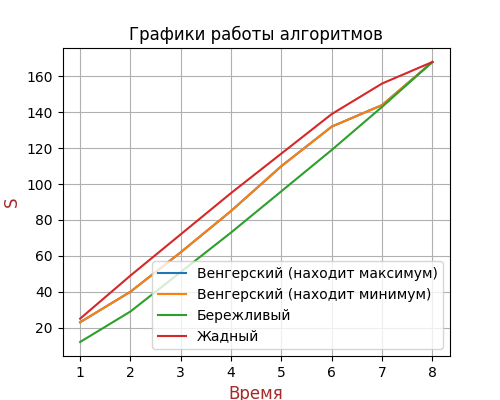 Графики работы алгоритмов
160
140
120
100
80
60
40
20
S
Венгерский (находит максимум)
Венгерский (находит минимум)
Бережливый
Жадный
1 2 3 4 5 6 7 8
Время